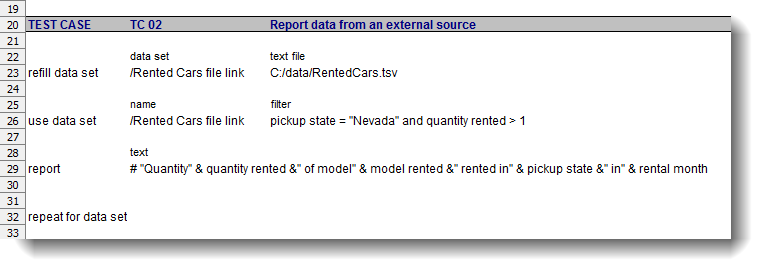 19
20 TEST CASE TC 02 Report data from an external source
21
22 data set text file
23 refill data set /Rented Cars file link C:/data/RentedCars.tsv
24
25 name filter
26 use data set /Rented Cars file link pickup state = "Nevada" and quantity rented > 1
27
28 text
29 report # "Quantity" & quantity rented &" of model" & model rented &" rented in" & pickup state &" in" & rental month
30
31
32 repeat for data set
33